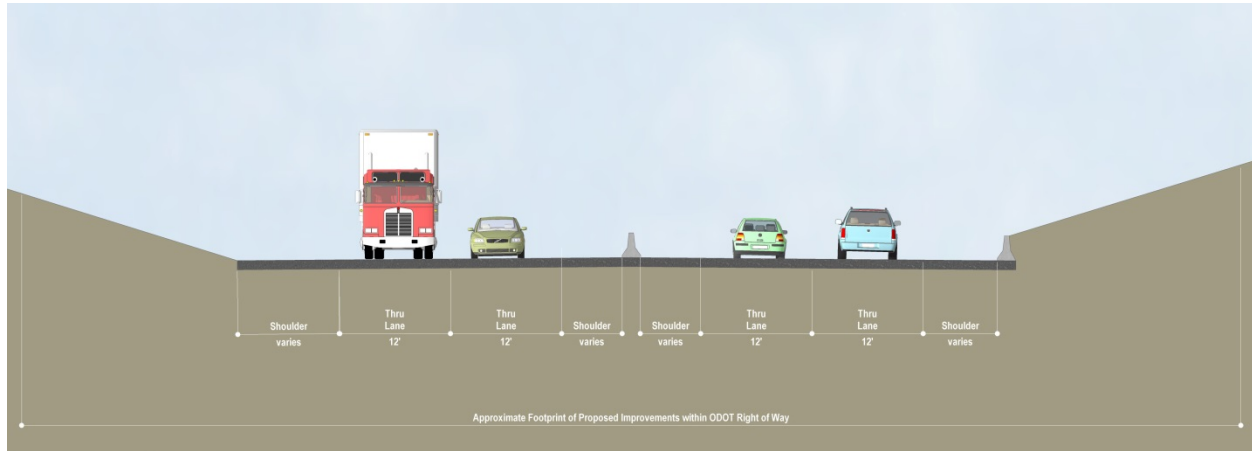 Shoulder
varies
Thru
Lane
12'
Thru
Lane
12'
Shoulder
varies
Shoulder
varies
Thru
Lane
12'
Thru
Lane
12'
Shoulder
varies
Approximate Footprint of Proposed Improvements within ODOT Right of Way